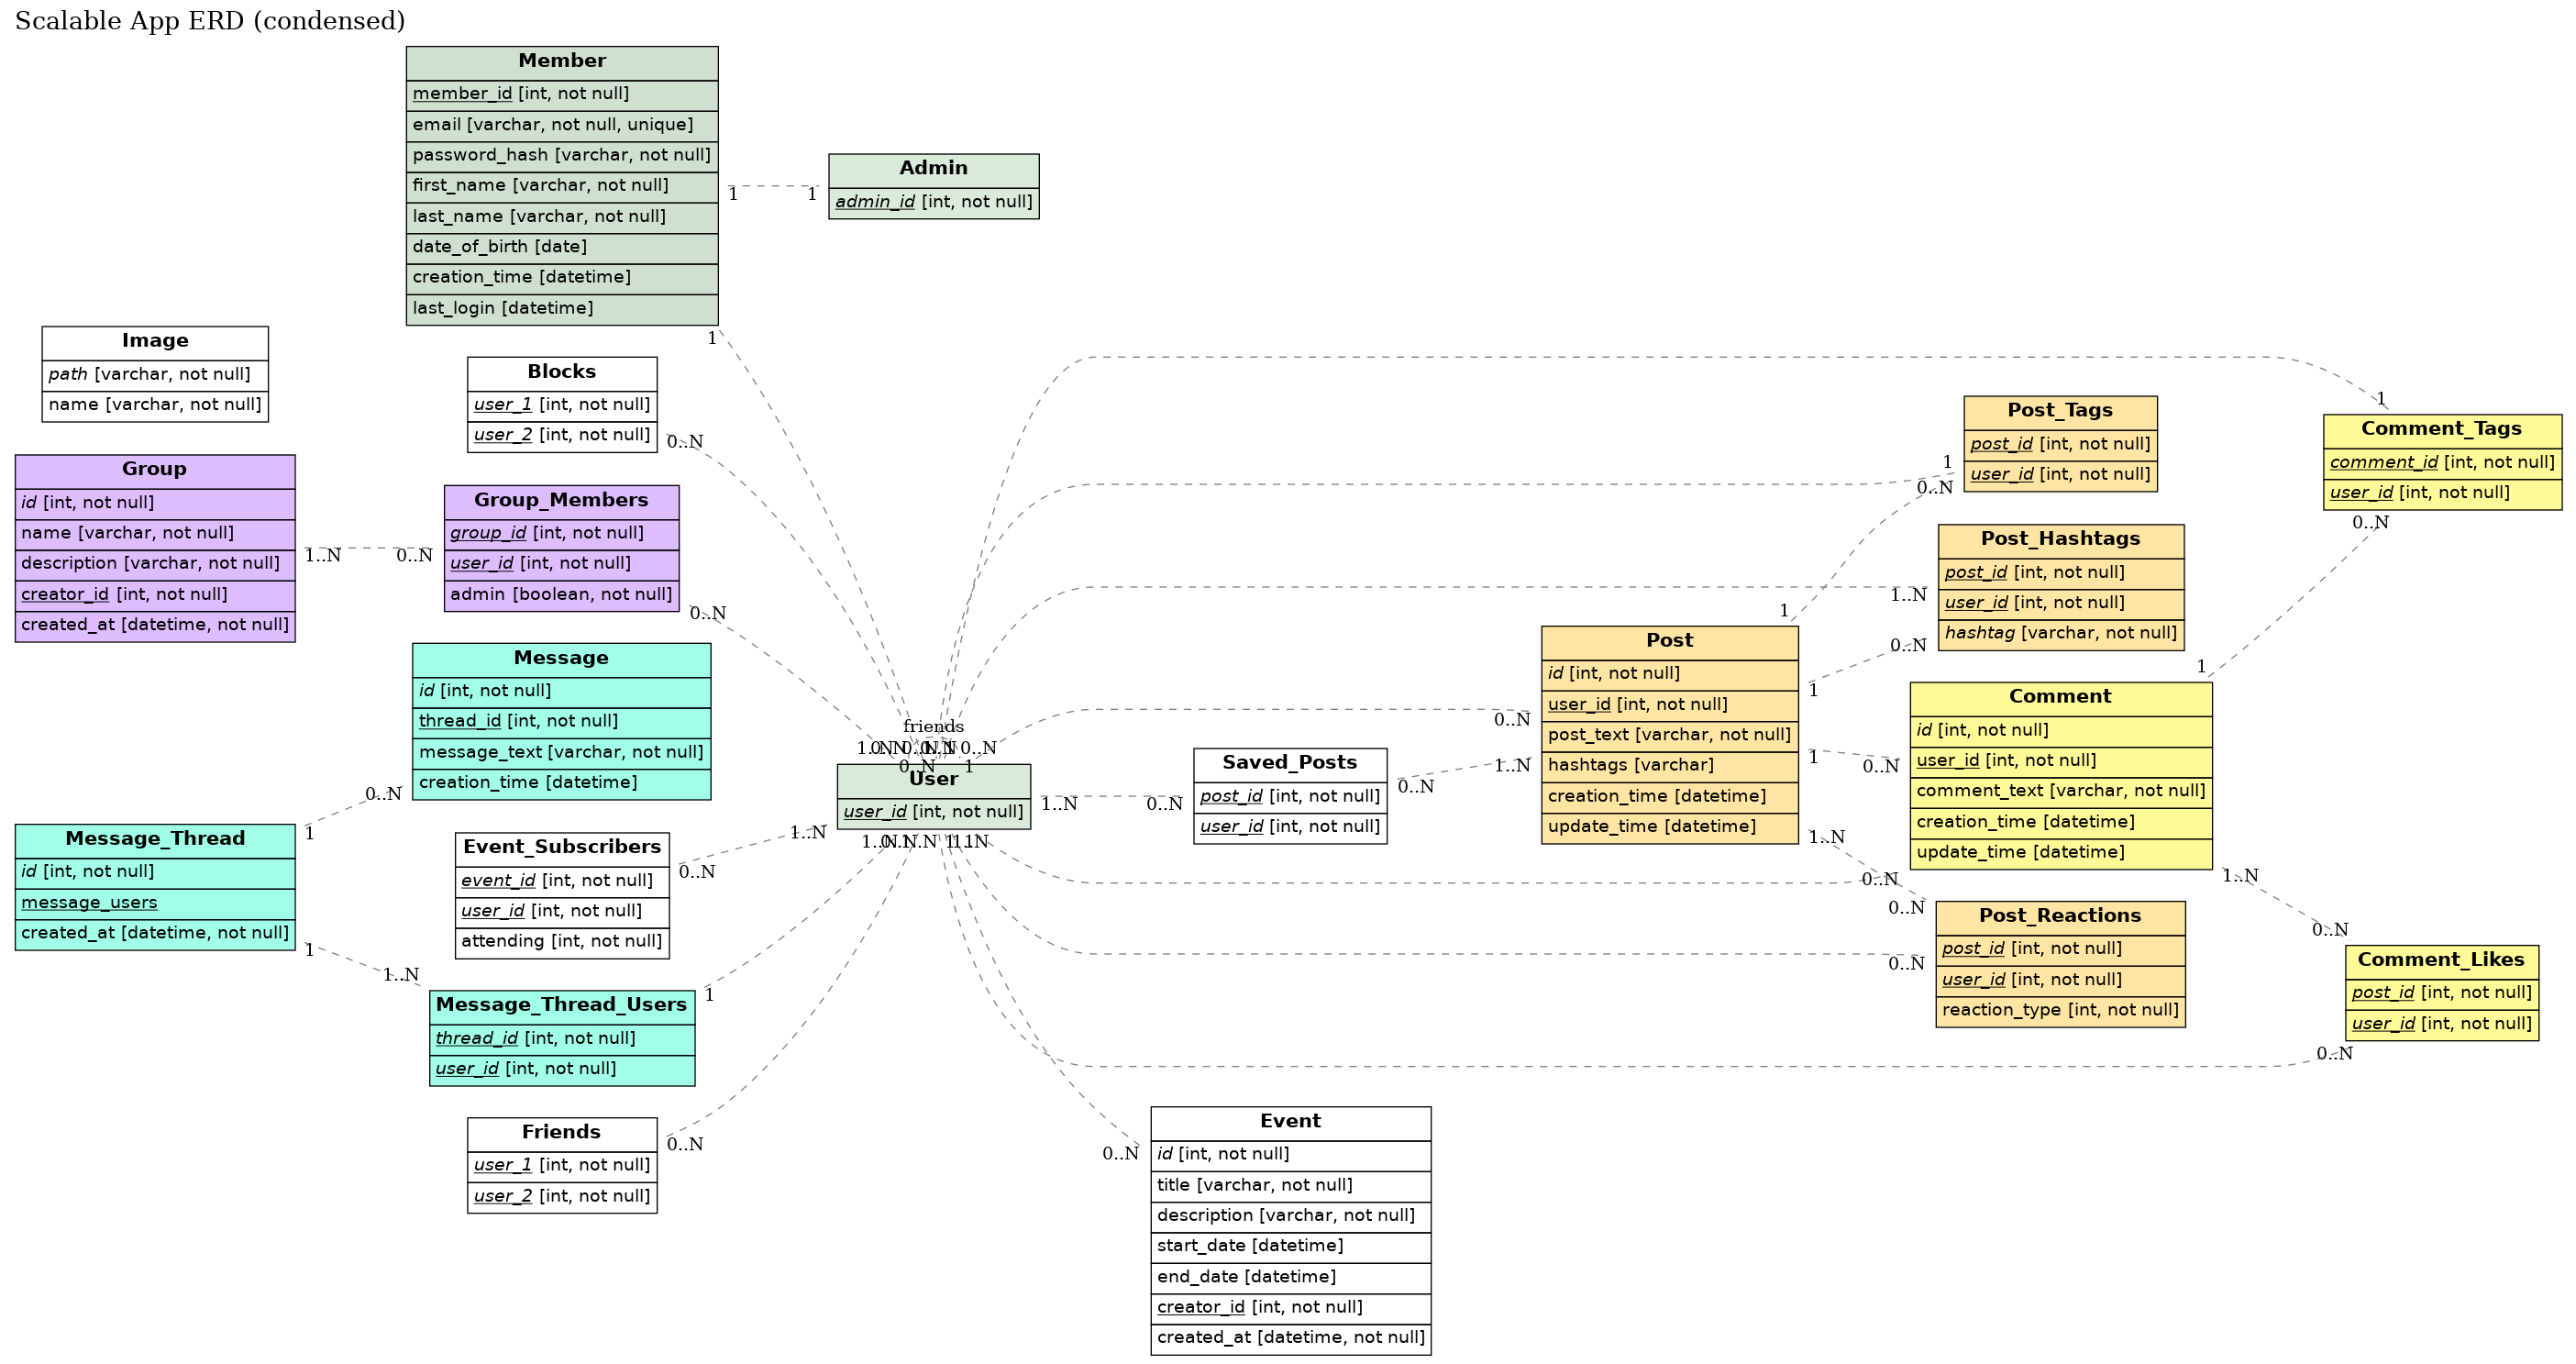 Scalable App ERD (condensed)
Member
member_id [int, not null]
email [varchar, not null, unique]
password_hash [varchar, not null]
first_name [varchar, not null]
last_name [varchar, not null]
date_of_birth [date]
creation_time [datetime]
last_login [datetime]
1
1
1
Admin
admin_id [int, not null]
Image
path [varchar, not null]
name [varchar, not null]
Blocks
user_1 [int, not null]
user_2 [int, not null]
0..N
Group
id [int, not null]
name [varchar, not null]
description [varchar, not null]
creator_id [int, not null]
created_at [datetime, not null]
1..N
0..N
Group_Members
group_id [int, not null]
user_id [int, not null]
admin [boolean, not null]
0..N
Message
id [int, not null]
thread_id [int, not null]
message_text [varchar, not null]
creation_time [datetime]
0..N
1
Message_Thread
id [int, not null]
message_users
created_at [datetime, not null]
1
1..N
Event_Subscribers
event_id [int, not null]
user_id [int, not null]
attending [int, not null]
0..N
1..N
Message_Thread_Users
thread_id [int, not null]
user_id [int, not null]
1
Friends
user_1 [int, not null]
user_2 [int, not null]
0..N
friends
0..N
0..N
1
User
user_id [int, not null]
1..N
0..N
Saved_Posts
post_id [int, not null]
user_id [int, not null]
0..N
1..N
0..N
Post
id [int, not null]
user_id [int, not null]
post_text [varchar, not null]
hashtags [varchar]
creation_time [datetime]
update_time [datetime]
1
1
1
1..N
Post_Tags
post_id [int, not null]
user_id [int, not null]
1
0..N
Post_Hashtags
post_id [int, not null]
user_id [int, not null]
hashtag [varchar, not null]
1..N
0..N
Comment
id [int, not null]
user_id [int, not null]
comment_text [varchar, not null]
creation_time [datetime]
update_time [datetime]
0..N
0..N
1
1..N
Post_Reactions
post_id [int, not null]
user_id [int, not null]
reaction_type [int, not null]
0..N
0..N
Comment_Tags
comment_id [int, not null]
user_id [int, not null]
1
0..N
Comment_Likes
post_id [int, not null]
user_id [int, not null]
0..N
0..N
Event
id [int, not null]
title [varchar, not null]
description [varchar, not null]
start_date [datetime]
end_date [datetime]
creator_id [int, not null]
created_at [datetime, not null]
0..N